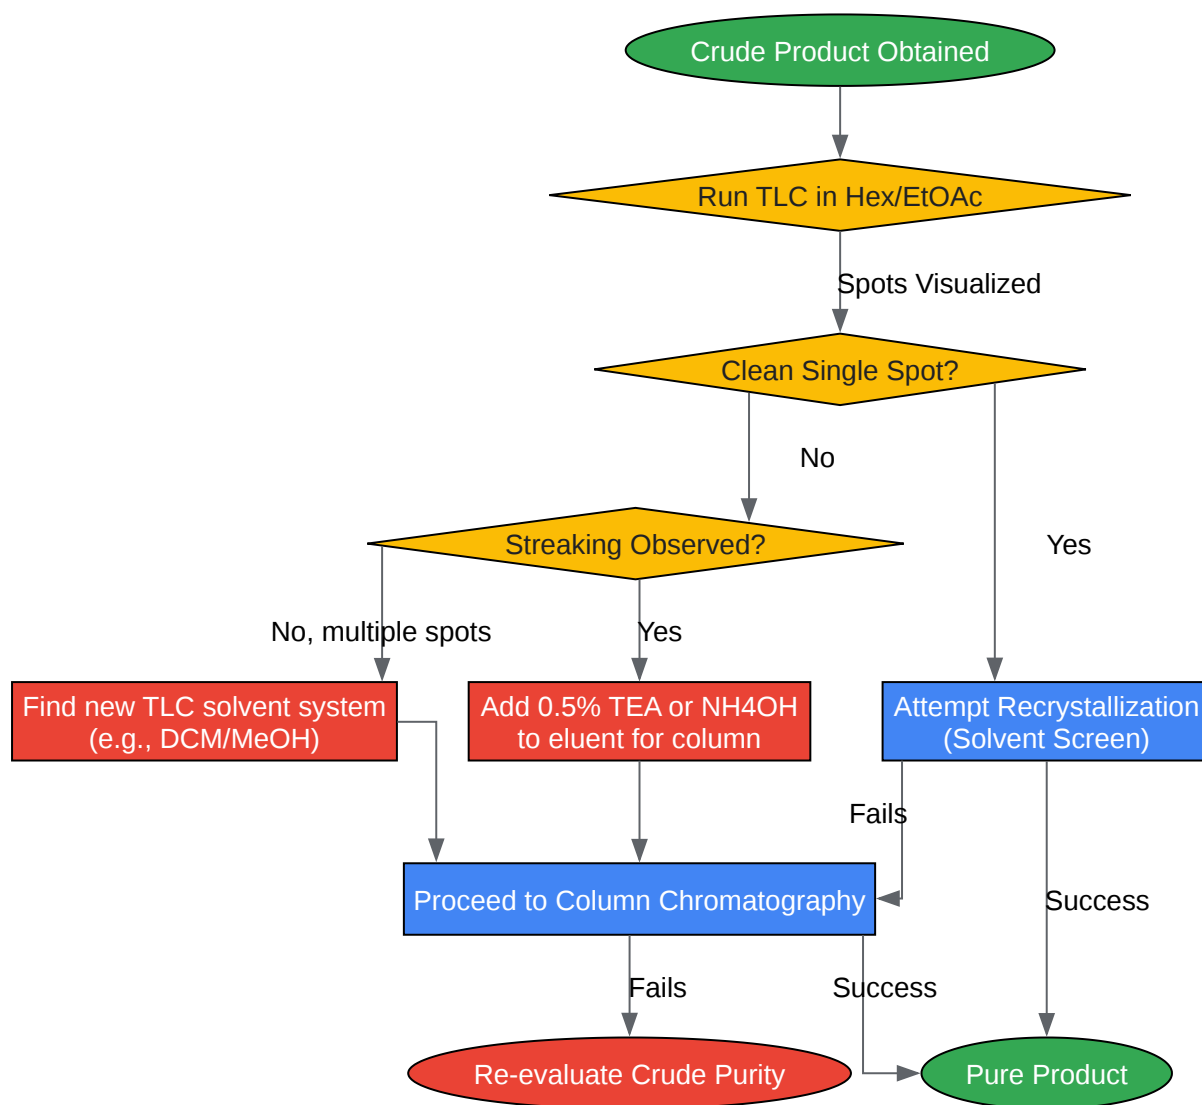 Crude Product Obtained
Run TLC in Hex/EtOAc
Spots Visualized
Clean Single Spot?
No
Streaking Observed?
Yes
No, multiple spots
Yes
Find new TLC solvent system
(e.g., DCM/MeOH)
Add 0.5% TEA or NH4OH
to eluent for column
Attempt Recrystallization
(Solvent Screen)
Fails
Proceed to Column Chromatography
Success
Fails
Success
Re-evaluate Crude Purity
Pure Product